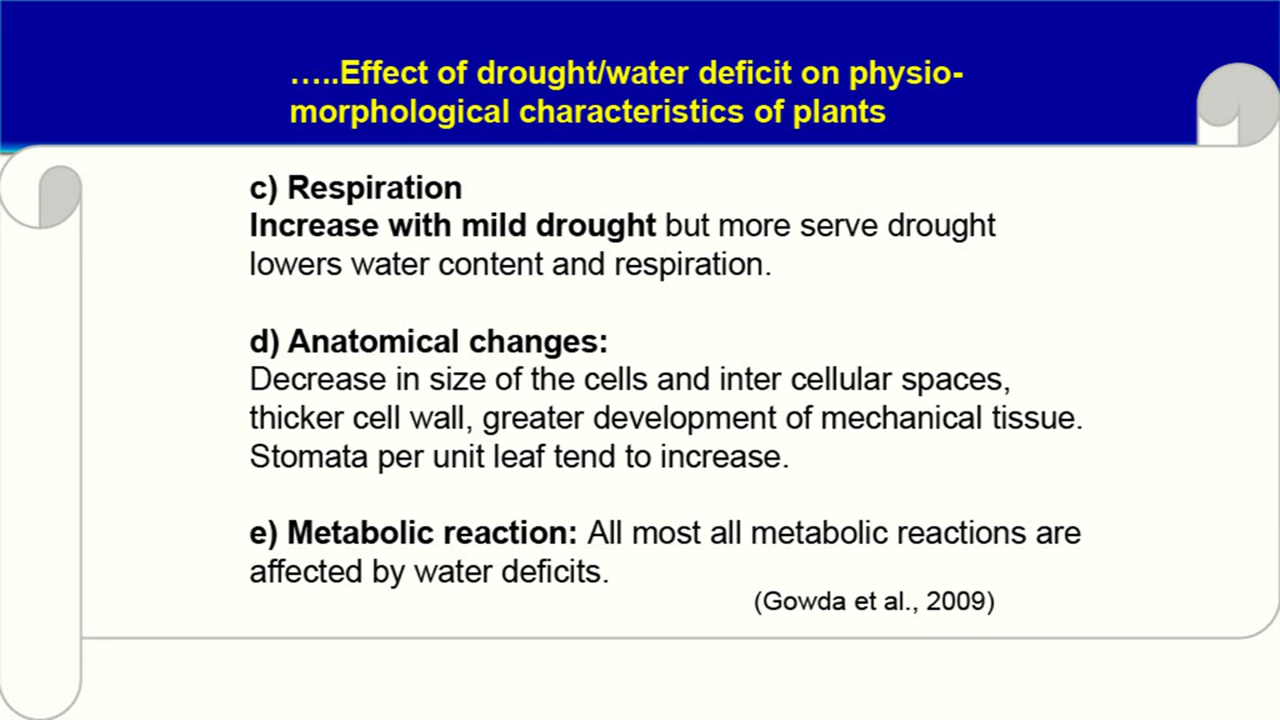 …..Effect of drought/water deficit on physio-
morphological characteristics of plants
c) Respiration
Increase with mild drought but more serve drought
lowers water content and respiration.
d) Anatomical changes:
Decrease in size of the cells and inter cellular spaces,
thicker cell wall, greater development of mechanical tissue.
Stomata per unit leaf tend to increase.
e) Metabolic reaction: All most all metabolic reactions are
affected by water deficits.
(Gowda et al., 2009)